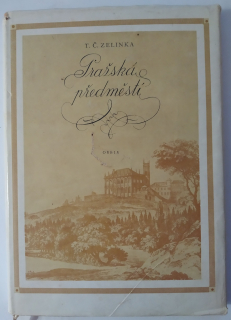 T. Č. ZELINKA
Pražská
předměstí
ORBIS